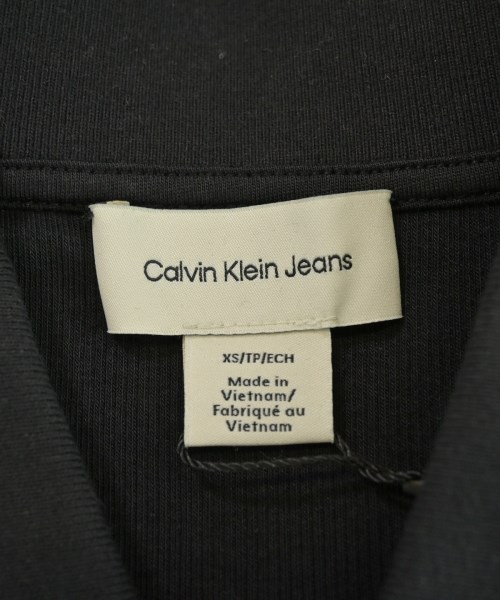 Calvin Klein Jeans
XS/TP/ECH
Made in
Vietnam/
Fabriqué au
Vietnam